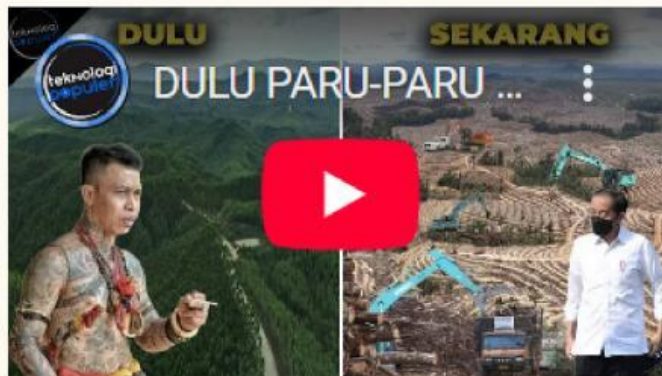 DULU
SEKARANG
teknologi
populer
DULU PARU-PARU ...